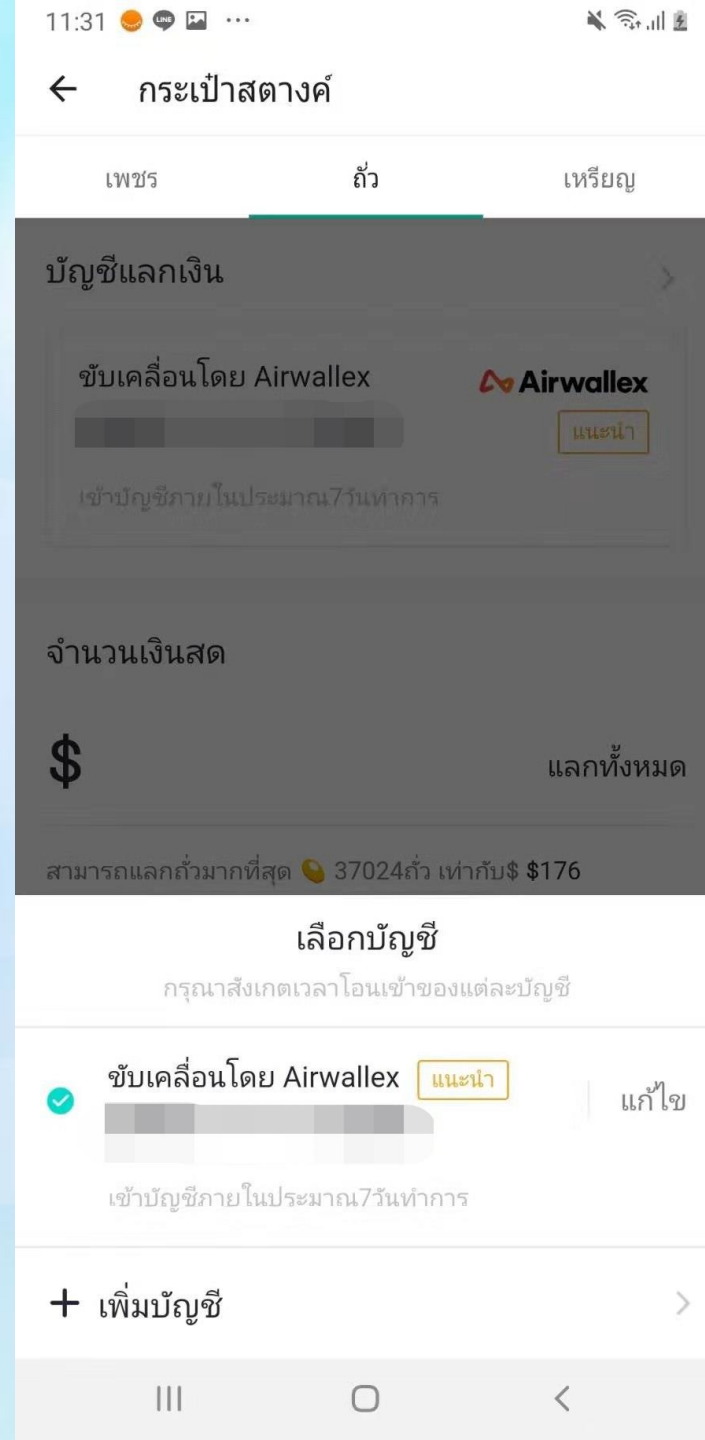 11:31
กระเป๋าสตางค์
เพชร ถั่ว เหรียญ
บัญชีแลกเงิน
ขับเคลื่อนโดย Airwallex
Airwallex
แนะนำ
เข้าบัญชีภายในประมาณ7วันทำการ
จำนวนเงินสด
$ แลกทั้งหมด
สามารถแลกถั่วมากที่สุด 37024ถั่ว เท่ากับ$ $176
เลือกบัญชี
กรุณาสังเกตเวลาโอนเข้าของแต่ละบัญชี
ขับเคลื่อนโดย Airwallex แนะนำ
แก้ไข
เข้าบัญชีภายในประมาณ7วันทำการ
+ เพิ่มบัญชี